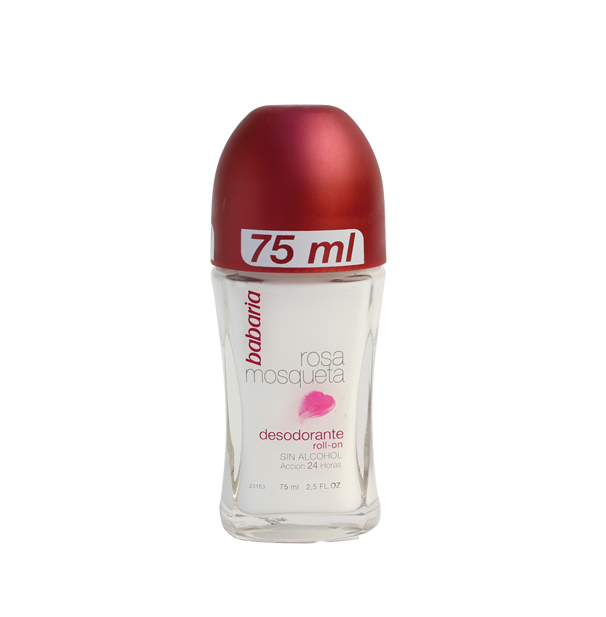 75 ml
babaria
rosa
mosqueta
desodorante
roll-on
SIN ALCOHOL
Acción 24 Horas
23153 75 ml 2.5 FL.OZ